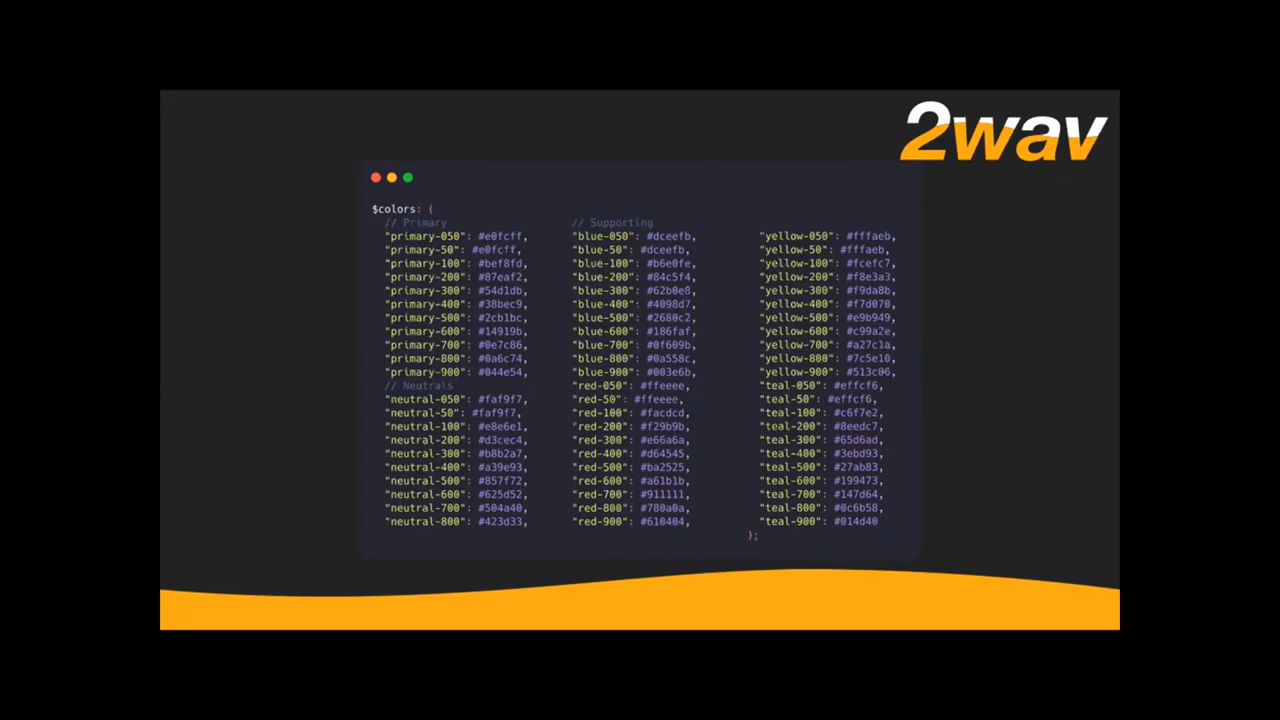 2wav
$colors: (
// Primary
"primary-050": #e0fcff,
"primary-50": #e0fcff,
"primary-100": #bef8fd,
"primary-200": #87eaf2,
"primary-300": #54d1db,
"primary-400": #38bec9,
"primary-500": #2cb1bc,
"primary-600": #14919b,
"primary-700": #0e7c86,
"primary-800": #0a6c74,
"primary-900": #044e54,
// Neutrals
"neutral-050": #faf9f7,
"neutral-50": #faf9f7,
"neutral-100": #e8e6e1,
"neutral-200": #d3cec4,
"neutral-300": #b8b2a7,
"neutral-400": #a39e93,
"neutral-500": #857f72,
"neutral-600": #625d52,
"neutral-700": #504a40,
"neutral-800": #423d33,
// Supporting
"blue-050": #dceefb,
"blue-50": #dceefb,
"blue-100": #b6e0fe,
"blue-200": #84c5f4,
"blue-300": #62b0e8,
"blue-400": #4098d7,
"blue-500": #2680c2,
"blue-600": #186faf,
"blue-700": #0f609b,
"blue-800": #0a558c,
"blue-900": #003e6b,
"red-050": #ffeeee,
"red-50": #ffeeee,
"red-100": #facdcd,
"red-200": #f29b9b,
"red-300": #e66a6a,
"red-400": #d64545,
"red-500": #ba2525,
"red-600": #a61b1b,
"red-700": #911111,
"red-800": #780a0a,
"red-900": #610404,
"yellow-050": #fffaeb,
"yellow-50": #fffaeb,
"yellow-100": #fcefc7,
"yellow-200": #f8e3a3,
"yellow-300": #f9da8b,
"yellow-400": #f7d070,
"yellow-500": #e9b949,
"yellow-600": #c99a2e,
"yellow-700": #a27c1a,
"yellow-800": #7c5e10,
"yellow-900": #513c06,
"teal-050": #effcf6,
"teal-50": #effcf6,
"teal-100": #c6f7e2,
"teal-200": #8eedc7,
"teal-300": #65d6ad,
"teal-400": #3ebd93,
"teal-500": #27ab83,
"teal-600": #199473,
"teal-700": #147d64,
"teal-800": #0c6b58,
"teal-900": #014d40
);